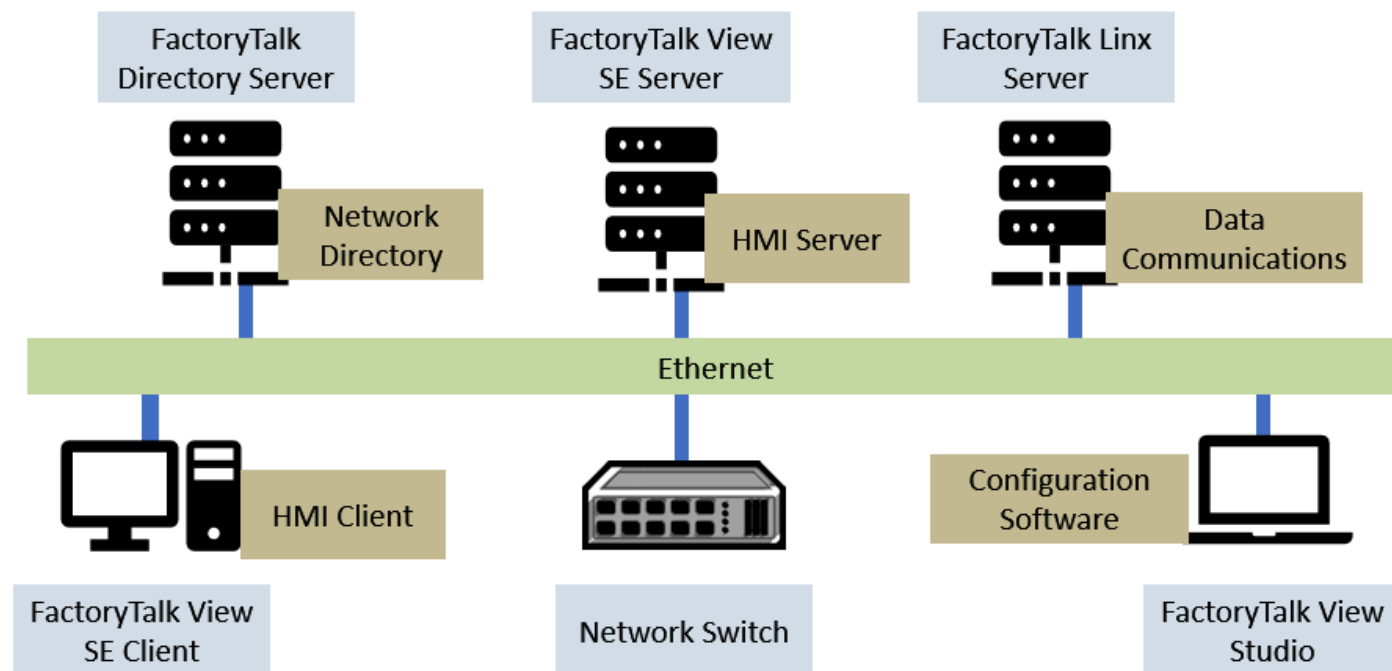 FactoryTalk
Directory Server
FactoryTalk View
SE Server
FactoryTalk Linx
Server
Network
Directory
HMI Server
Data
Communications
Ethernet
HMI Client
Configuration
Software
FactoryTalk View
SE Client
Network Switch
FactoryTalk View
Studio